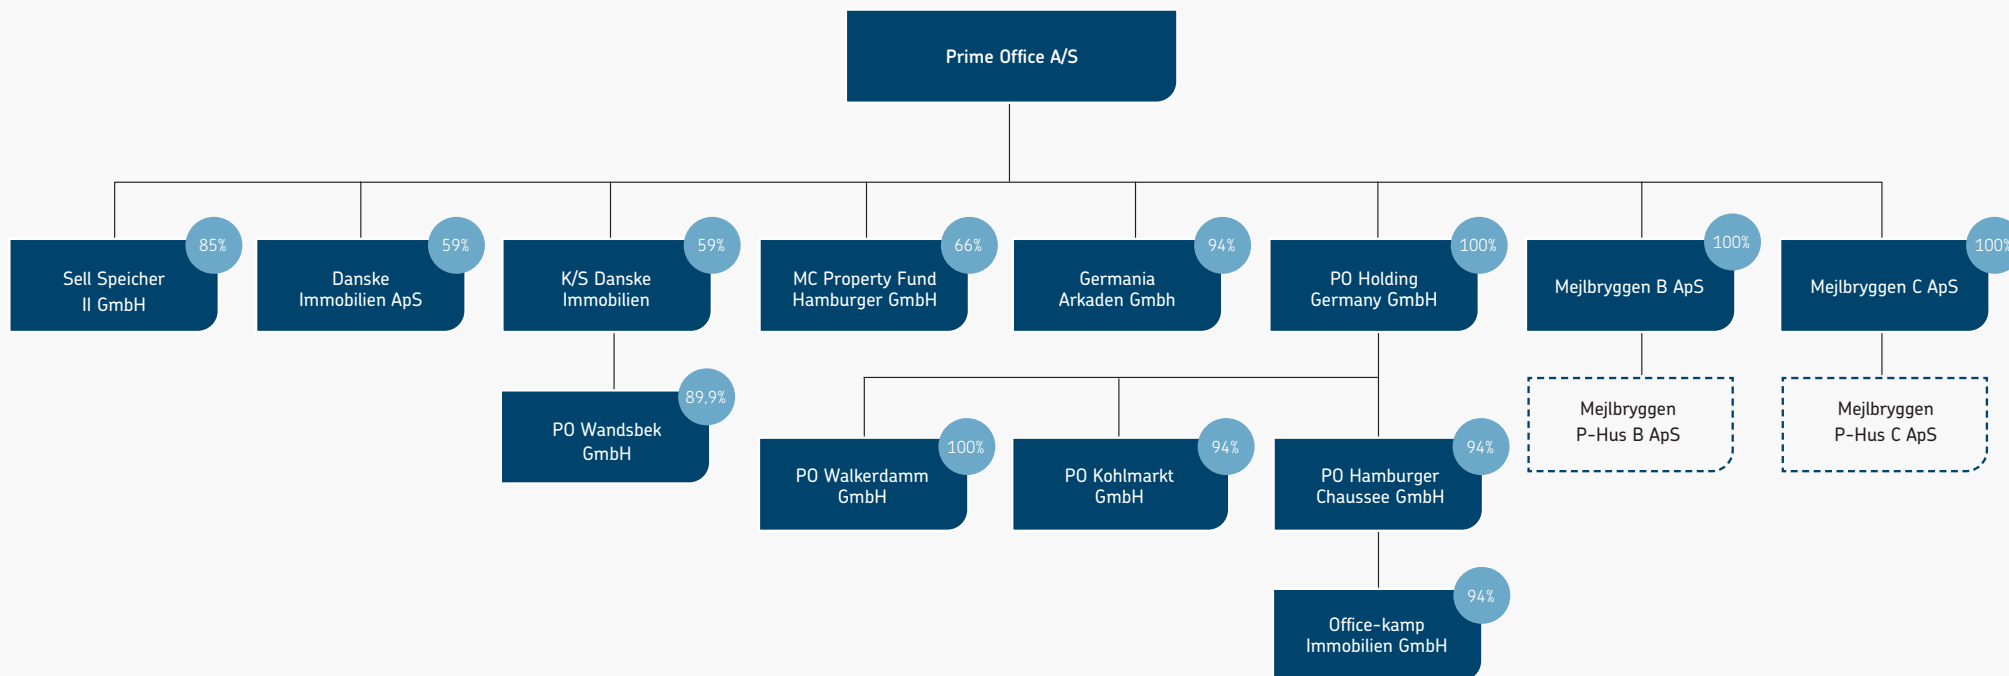 Prime Office A/S
85%
Sell Speicher
II GmbH
59%
Danske
Immobilien ApS
59%
K/S Danske
Immobilien
66%
MC Property Fund
Hamburger GmbH
94%
Germania
Arkaden Gmbh
100%
PO Holding
Germany GmbH
100%
Mejlbryggen B ApS
100%
Mejlbryggen C ApS
89,9%
PO Wandsbek
GmbH
Mejlbryggen
P-Hus B ApS
Mejlbryggen
P-Hus C ApS
100%
PO Walkerdamm
GmbH
94%
PO Kohlmarkt
GmbH
94%
PO Hamburger
Chaussee GmbH
94%
Office-kamp
Immobilien GmbH